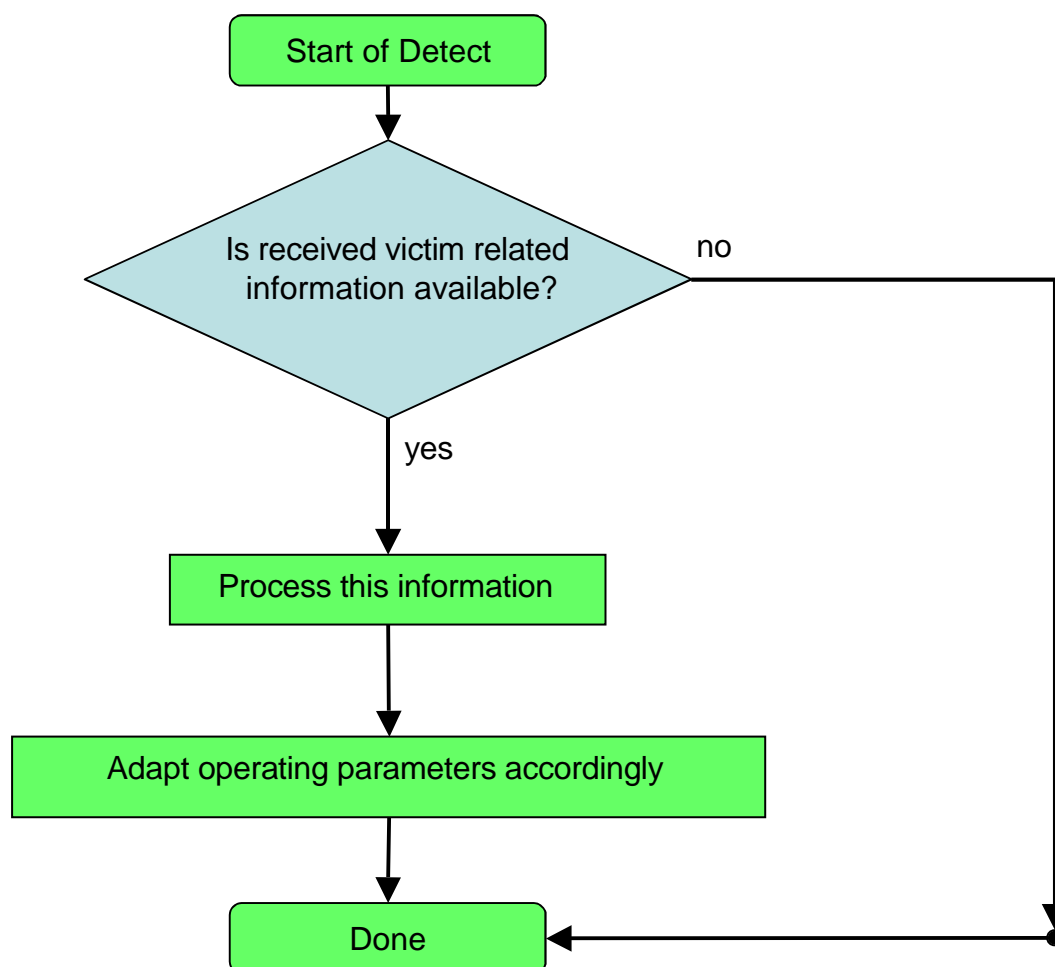 Start of Detect
Is received victim related
information available?
no
yes
Process this information
Adapt operating parameters accordingly
Done